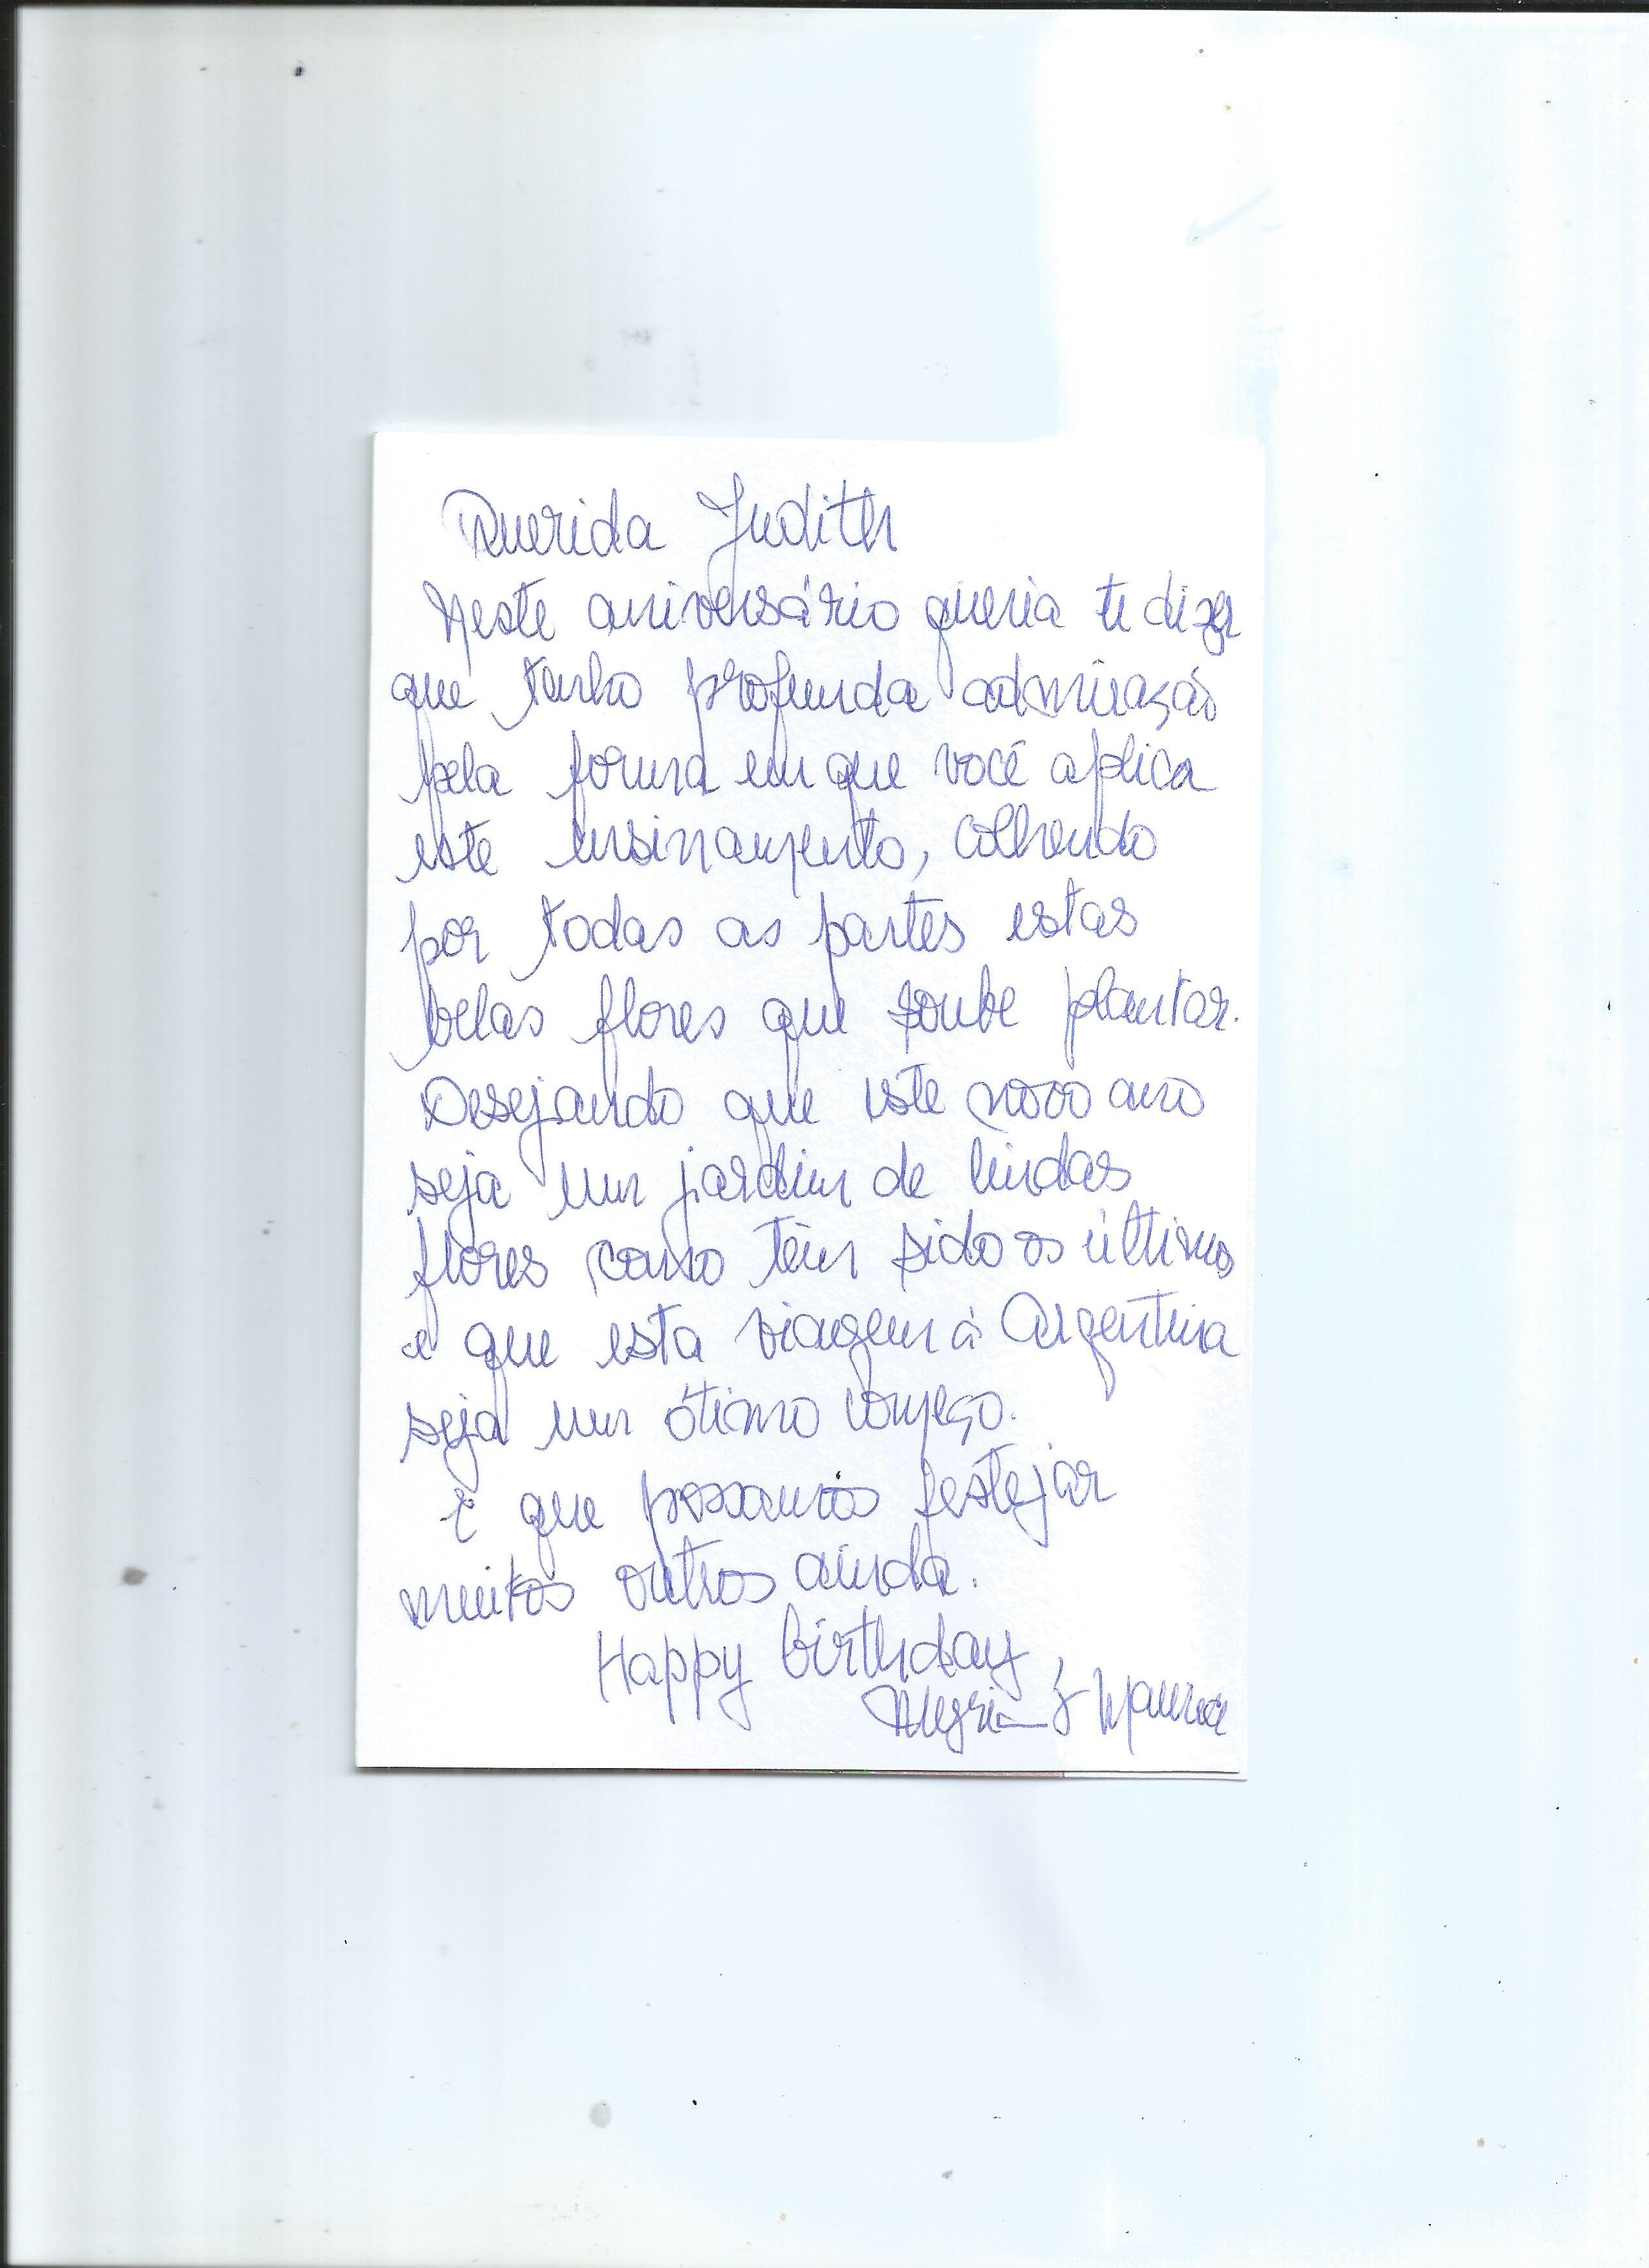 Querida Judith
Neste aniversário queria te dizer
que tenho profunda admiração
pela forma em que você aplica
este ensinamento, colhendo
por todas as partes estas
belas flores que soube plantar.
Desejando que este novo ano
seja um jardim de lindas
flores como têm sido os últimos
e que esta viagem à Argentina
seja um ótimo começo.
E que possamos festejar
muitos outros ainda.
Happy birthday,
Alegria & Maurice